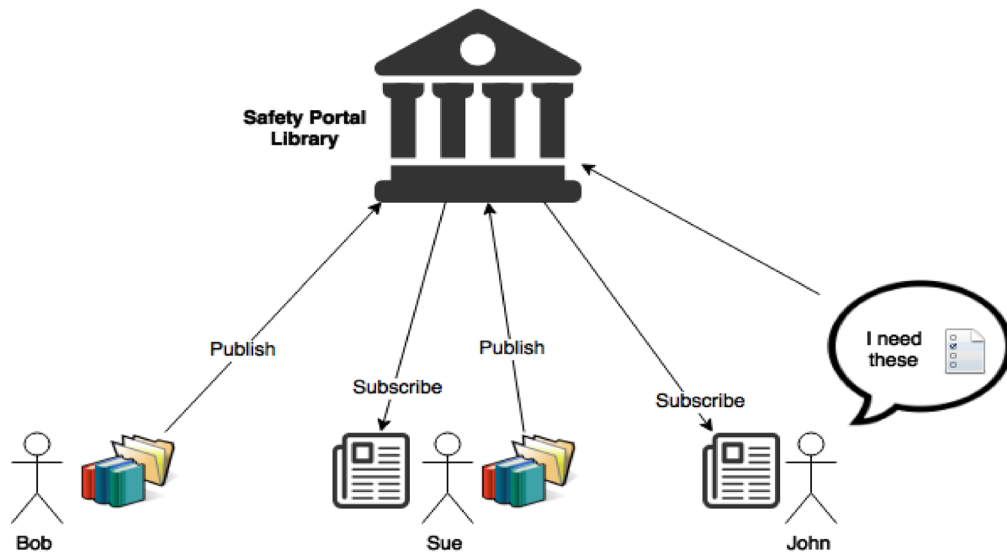 Safety Portal
Library
Publish
Publish
Subscribe
Subscribe
I need
these
Bob
Sue
John